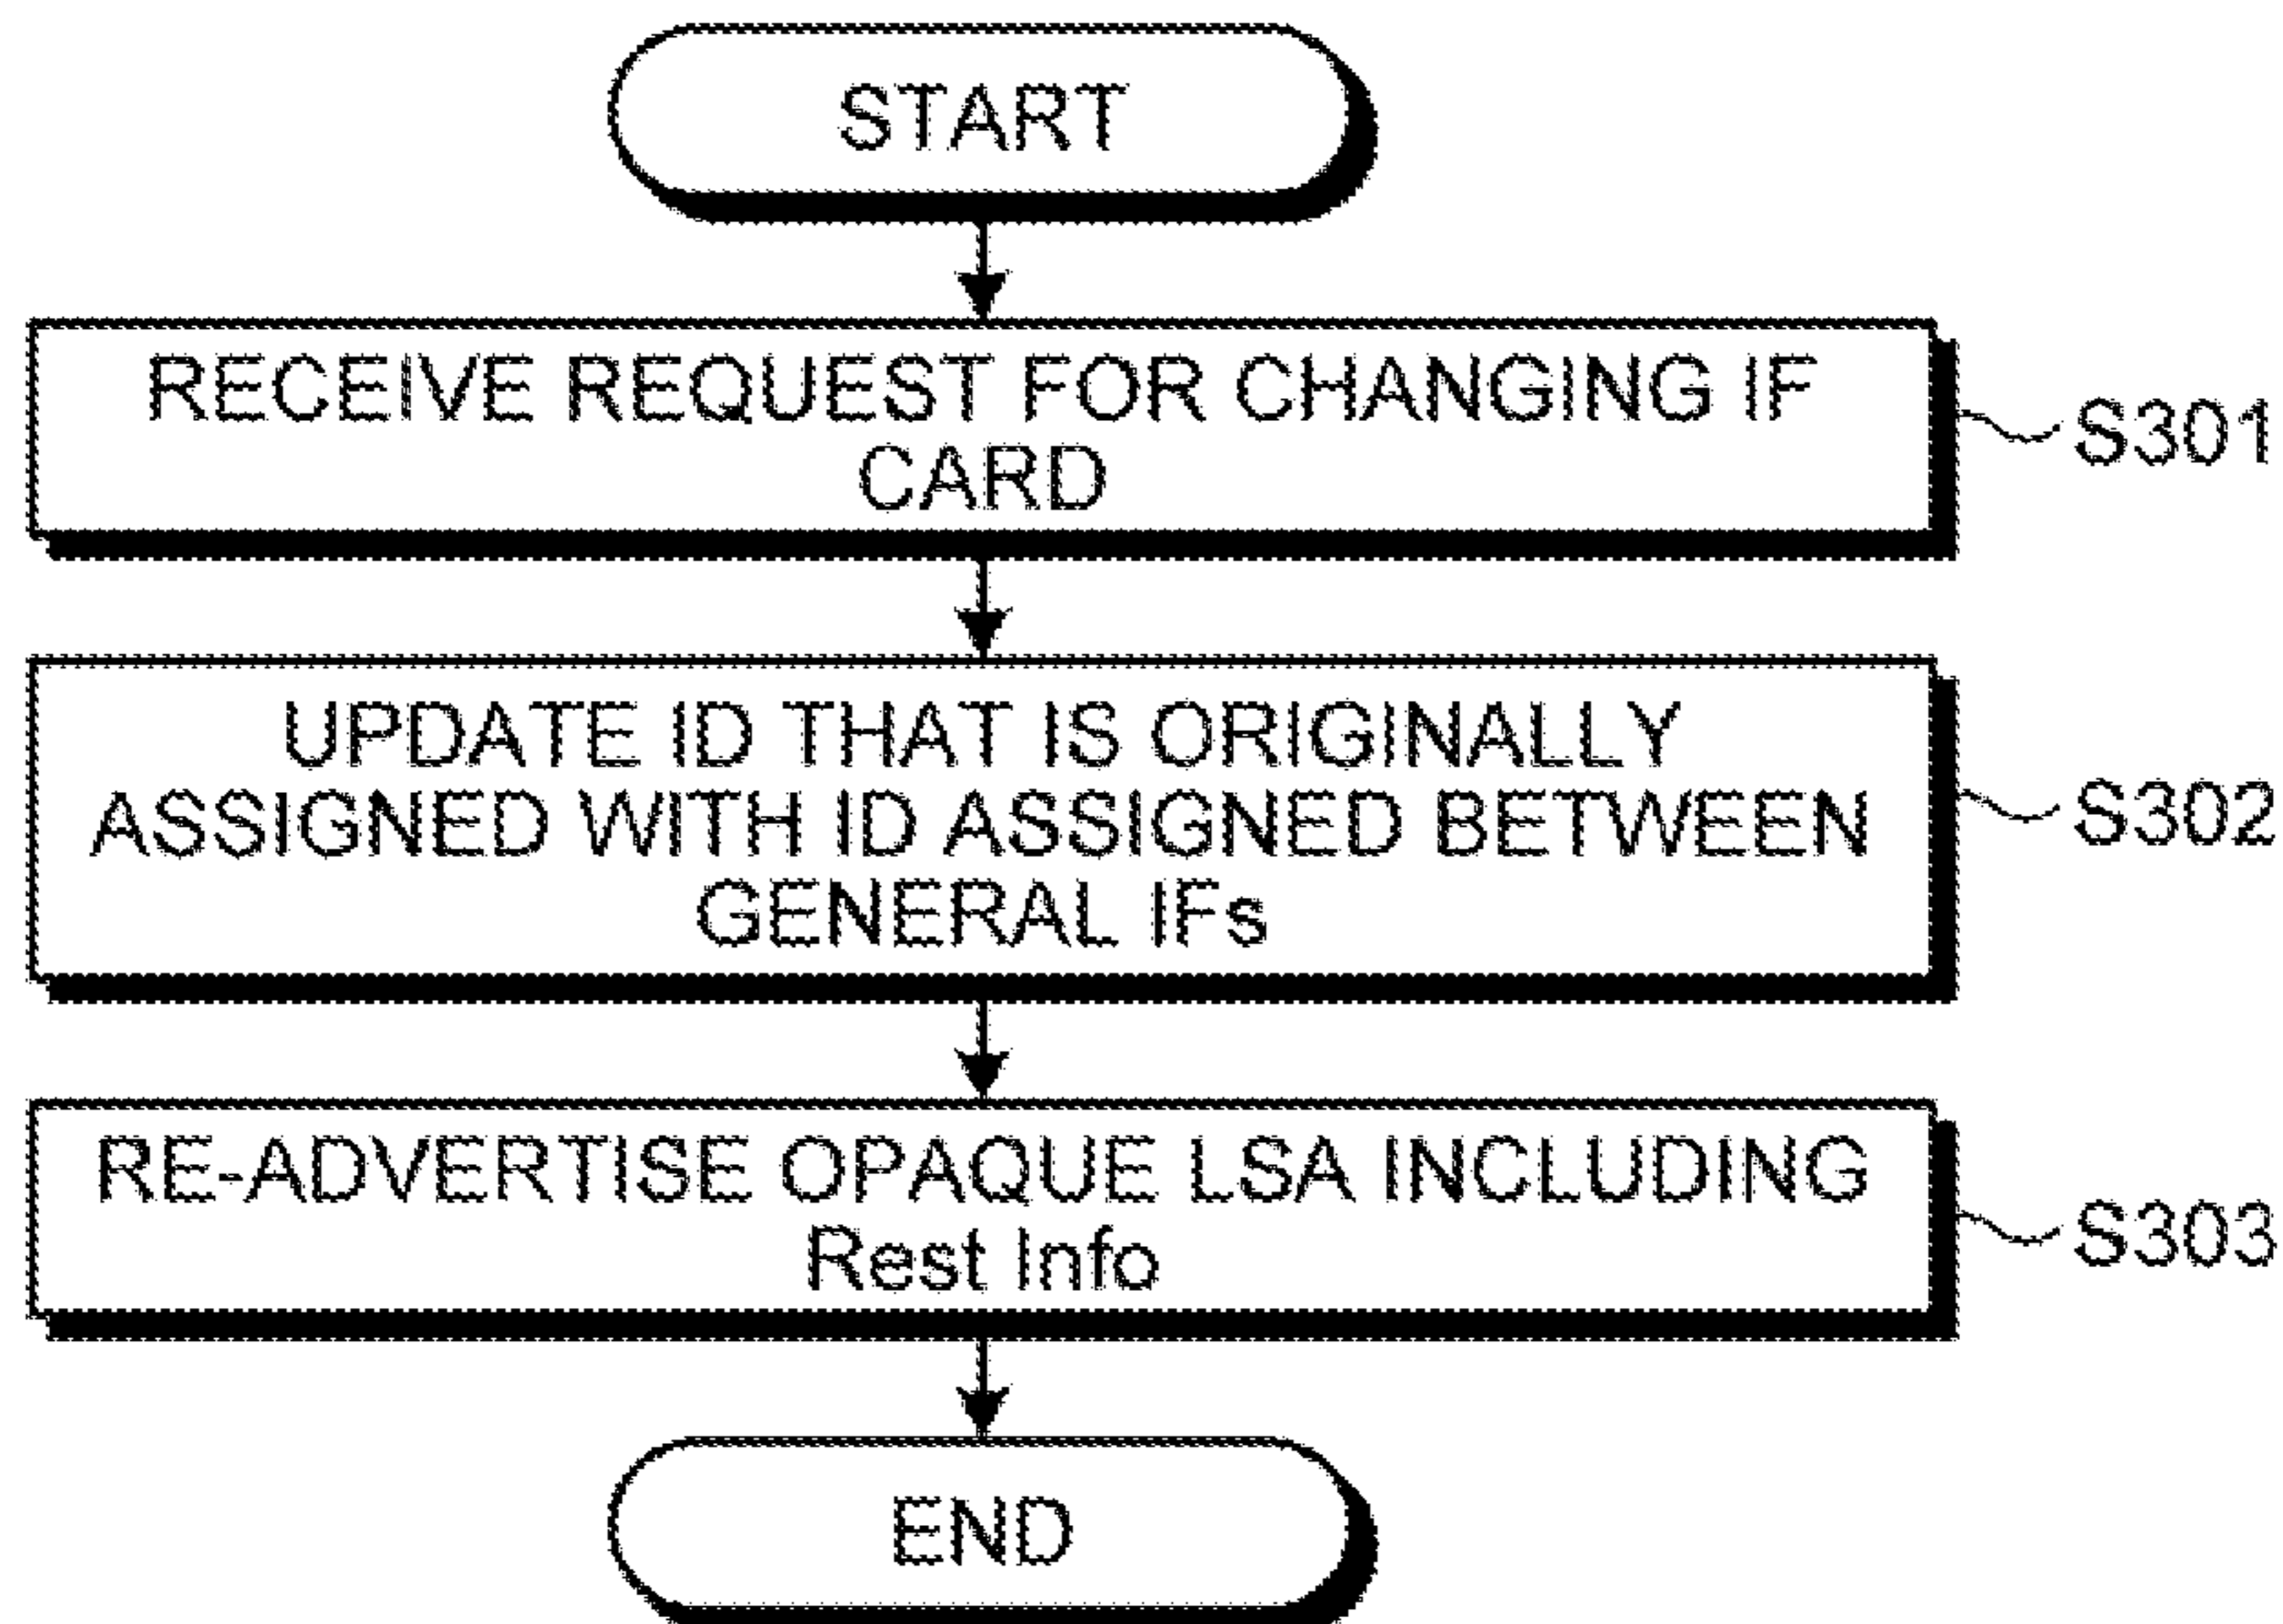 START
RECEIVE REQUEST FOR CHANGING IF
CARD
S301
UPDATE ID THAT IS ORIGINALLY
ASSIGNED WITH ID ASSIGNED BETWEEN
GENERAL IFs
S302
RE-ADVERTISE OPAQUE LSA INCLUDING
Rest Info
S303
END